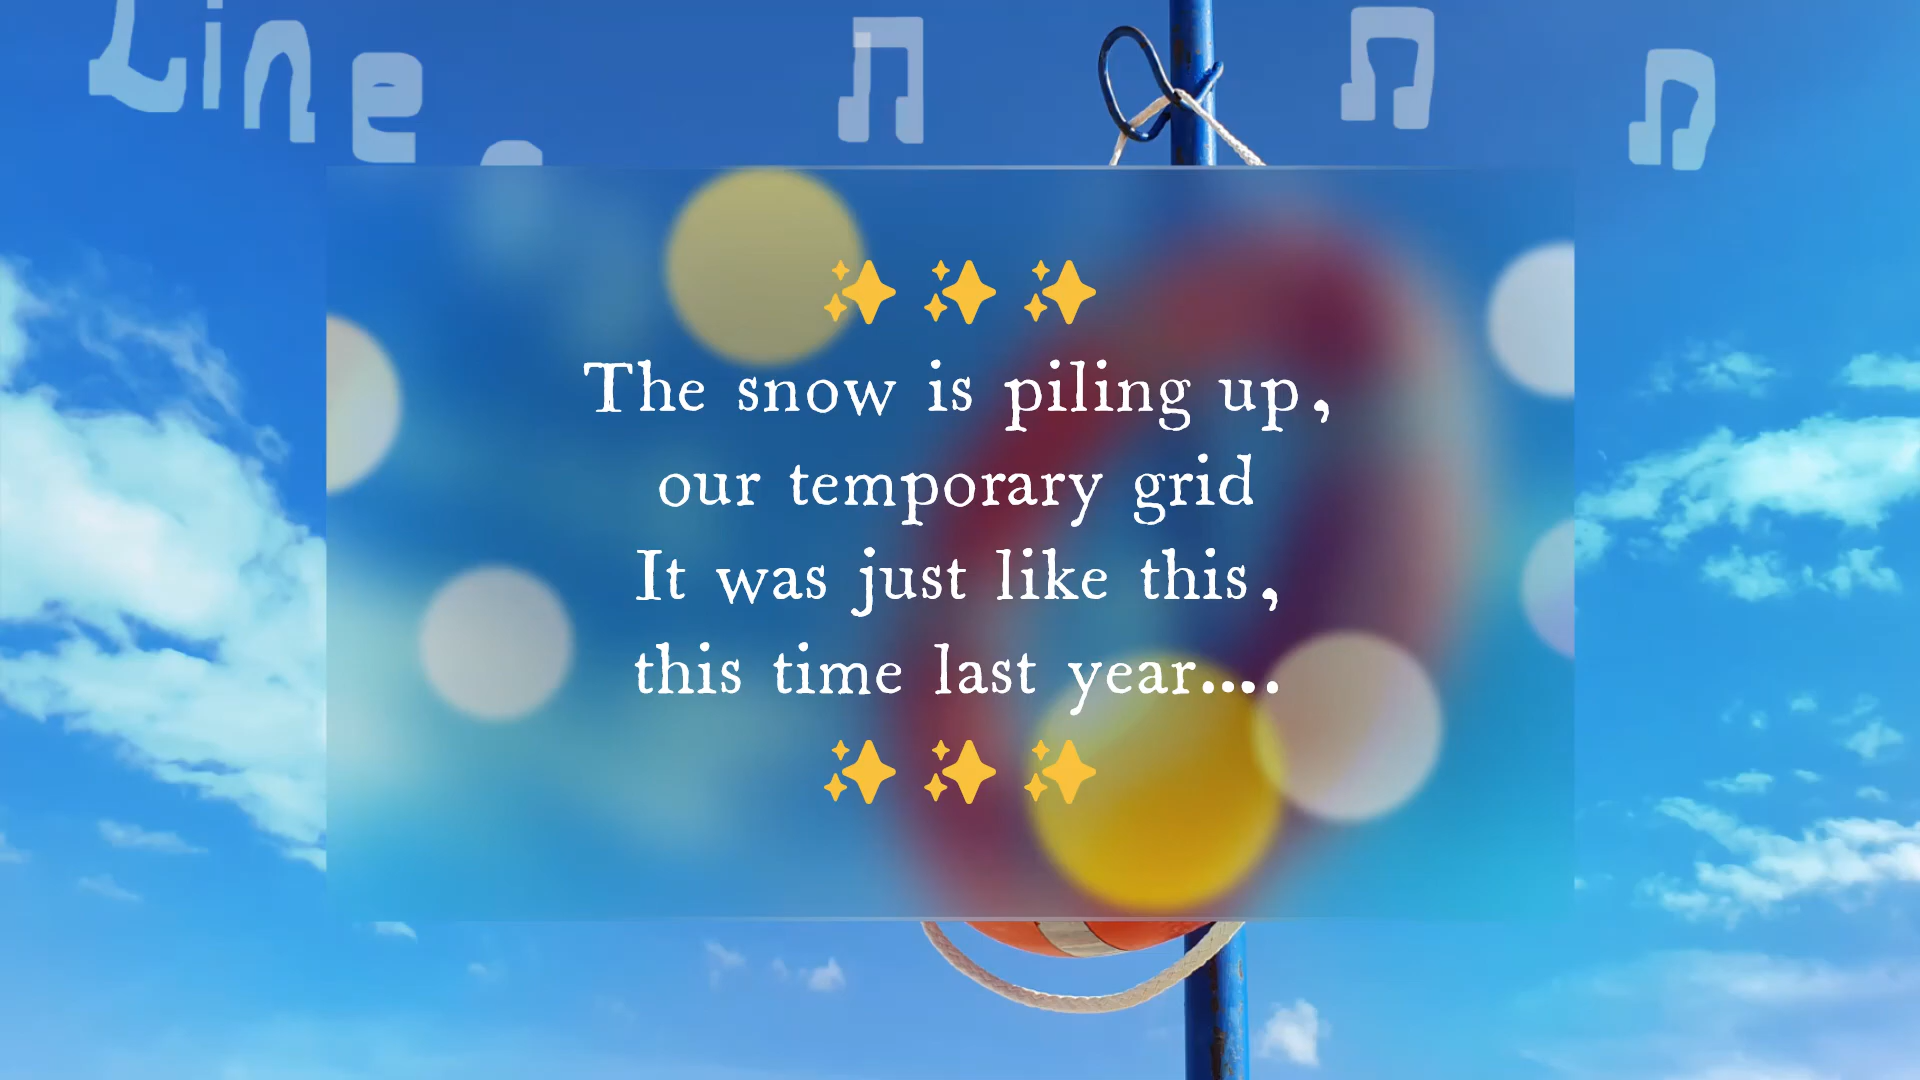 Line
✨ ✨ ✨
The snow is piling up,
our temporary grid
It was just like this,
this time last year....
✨ ✨ ✨